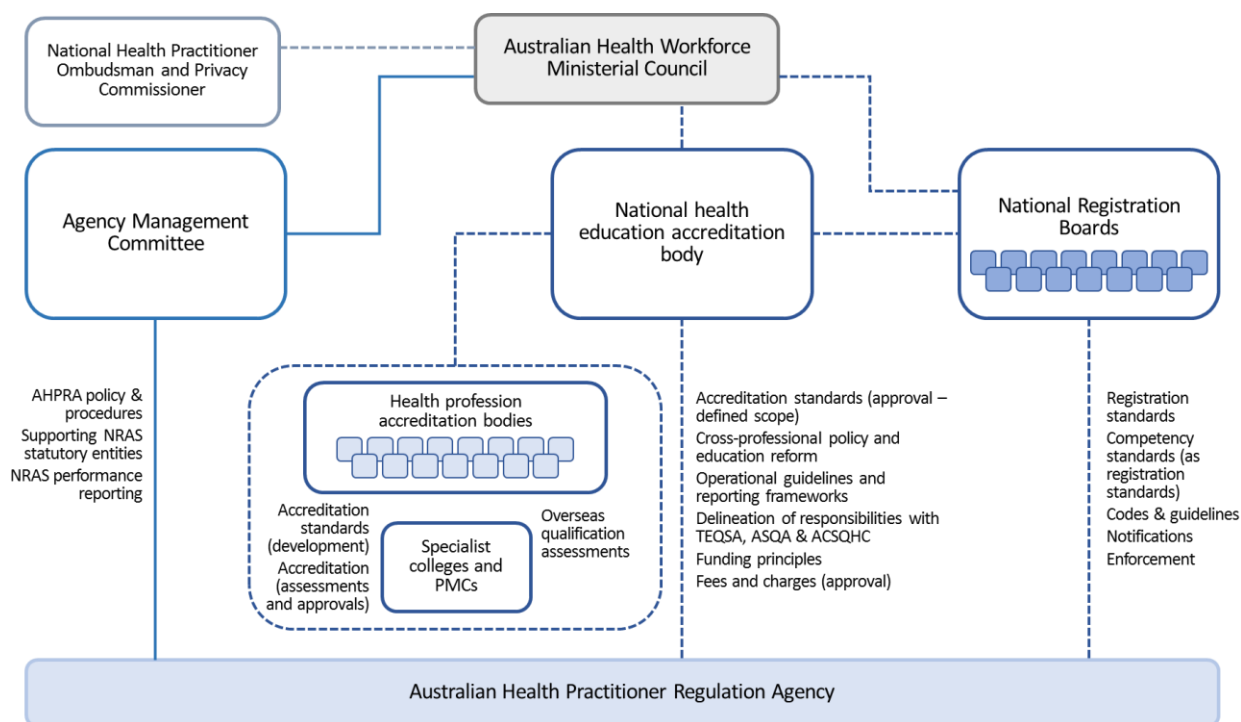 National Health Practitioner
Ombudsman and Privacy
Commissioner
Australian Health Workforce
Ministerial Council
Agency Management
Committee
National health
education accreditation
body
National Registration
Boards
AHPRA policy &
procedures
Supporting NRAS
statutory entities
NRAS performance
reporting
Health profession
accreditation bodies
Accreditation
standards
(development)
Accreditation
(assessments
and approvals)
Specialist
colleges and
PMCs
Overseas
qualification
assessments
Accreditation standards (approval –
defined scope)
Cross-professional policy and
education reform
Operational guidelines and
reporting frameworks
Delineation of responsibilities with
TEQSA, ASQA & ACSQHC
Funding principles
Fees and charges (approval)
Registration
standards
Competency
standards (as
registration
standards)
Codes & guidelines
Notifications
Enforcement
Australian Health Practitioner Regulation Agency